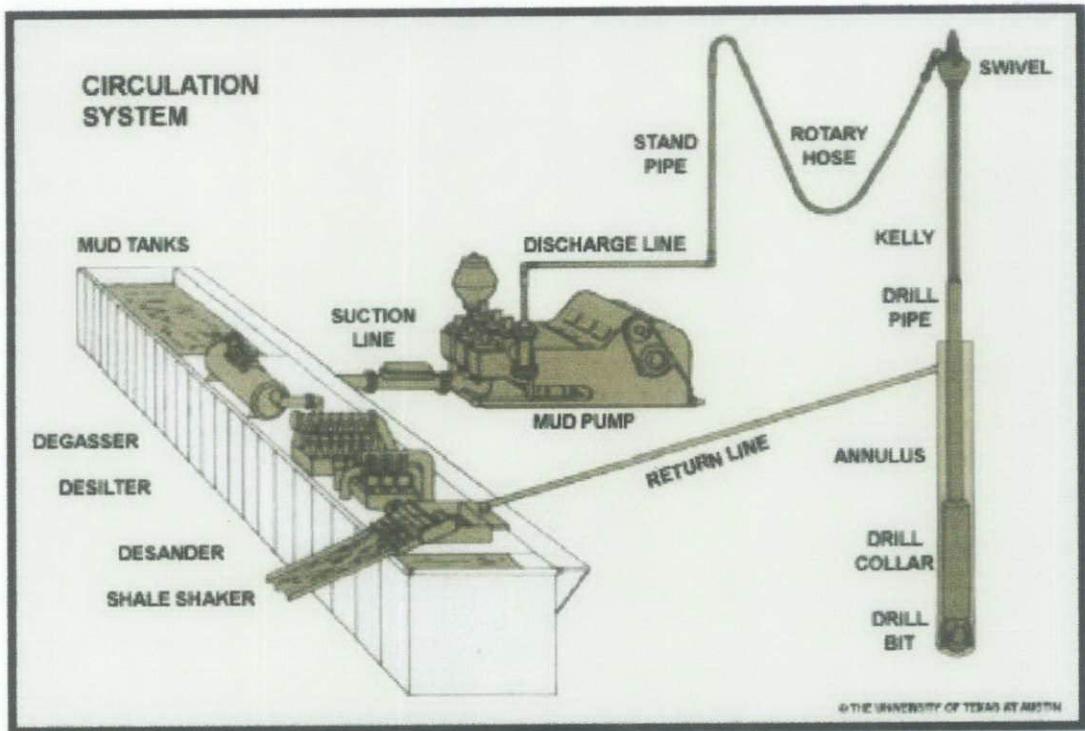 CIRCULATION
SYSTEM
SWIVEL
STAND
PIPE
ROTARY
HOSE
KELLY
MUD TANKS
DISCHARGE LINE
DRILL
PIPE
SUCTION
LINE
MUD PUMP
DEGASSER
RETURN LINE
ANNULUS
DESILTER
DESANDER
DRILL
COLLAR
SHALE SHAKER
DRILL
BIT
© THE UNIVERSITY OF TEXAS AT AUSTIN